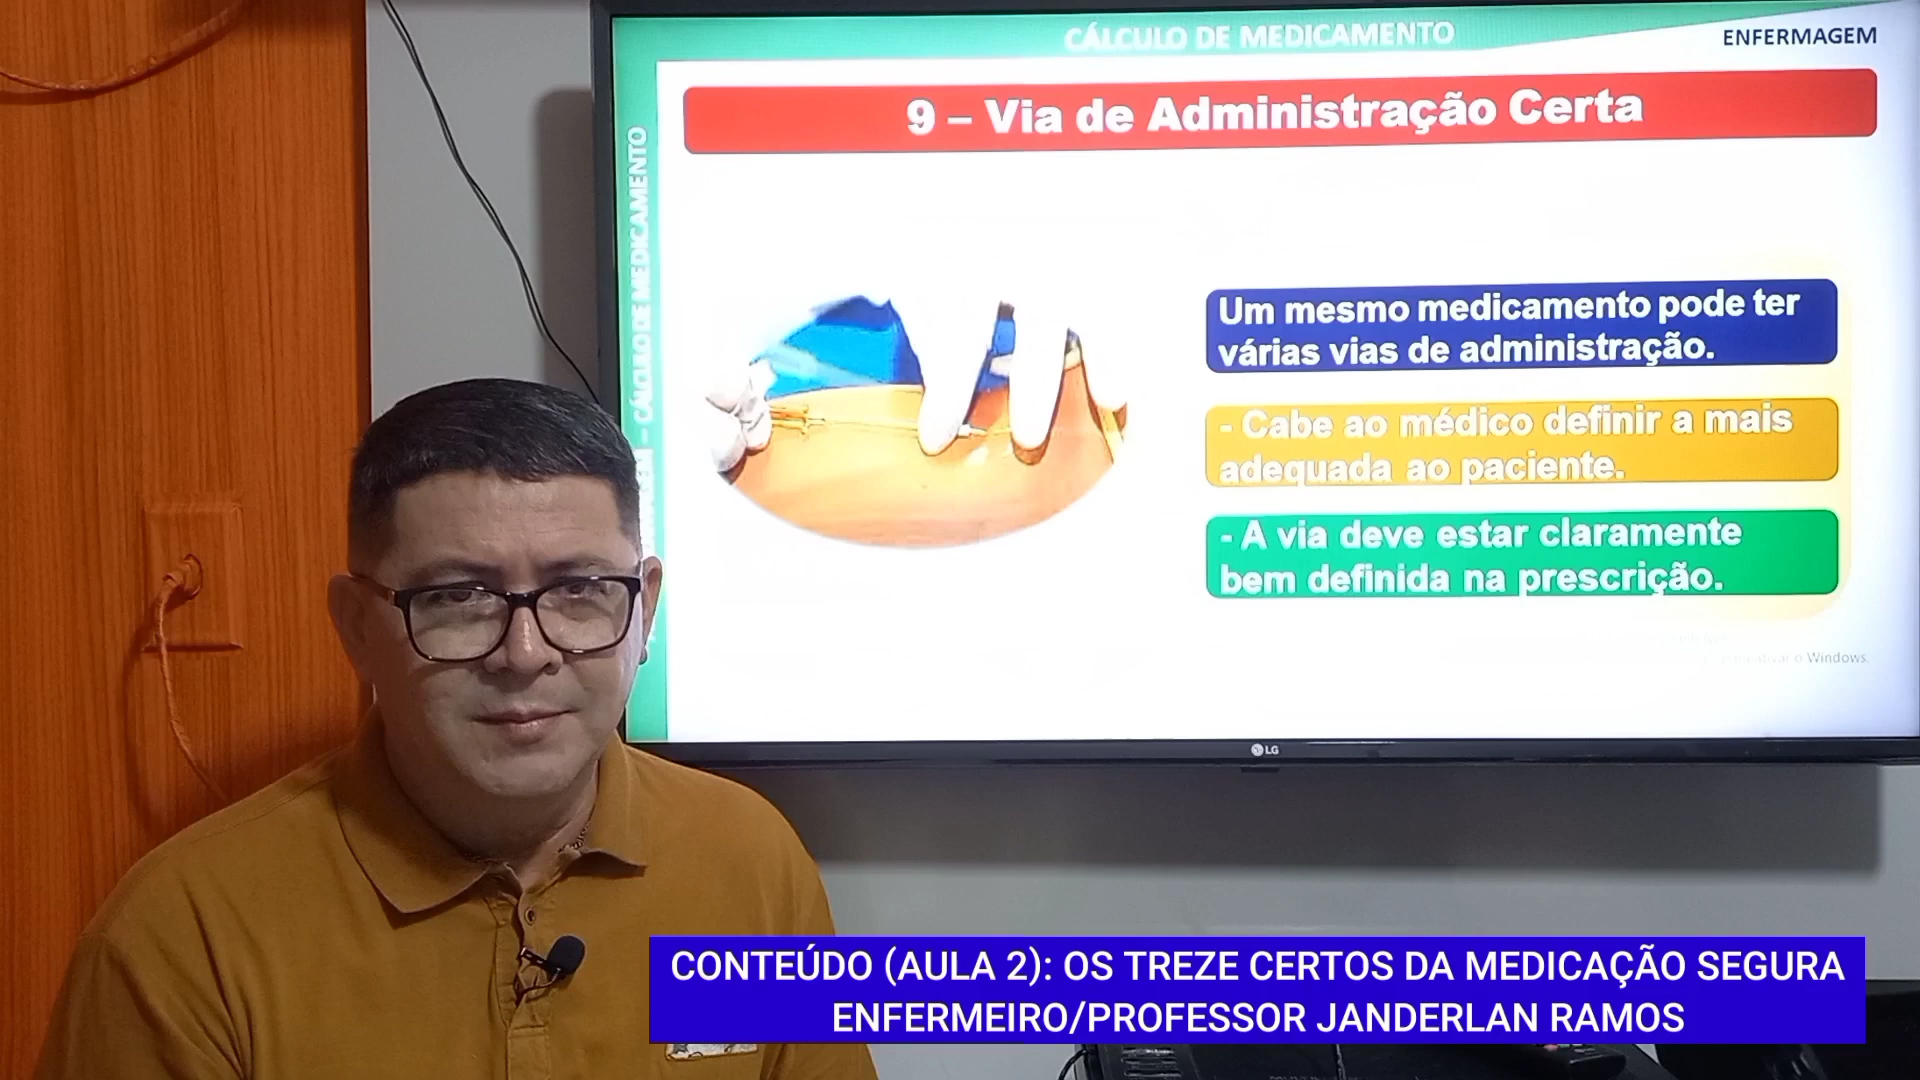 CÁLCULO DE MEDICAMENTO
ENFERMAGEM
9 – Via de Administração Certa
CÁLCULO DE MEDICAMENTO
Um mesmo medicamento pode ter
várias vias de administração.
- Cabe ao médico definir a mais
adequada ao paciente.
- A via deve estar claramente
bem definida na prescrição.
ativar o Windows.
LG
CONTEÚDO (AULA 2): OS TREZE CERTOS DA MEDICAÇÃO SEGURA
ENFERMEIRO/PROFESSOR JANDERLAN RAMOS